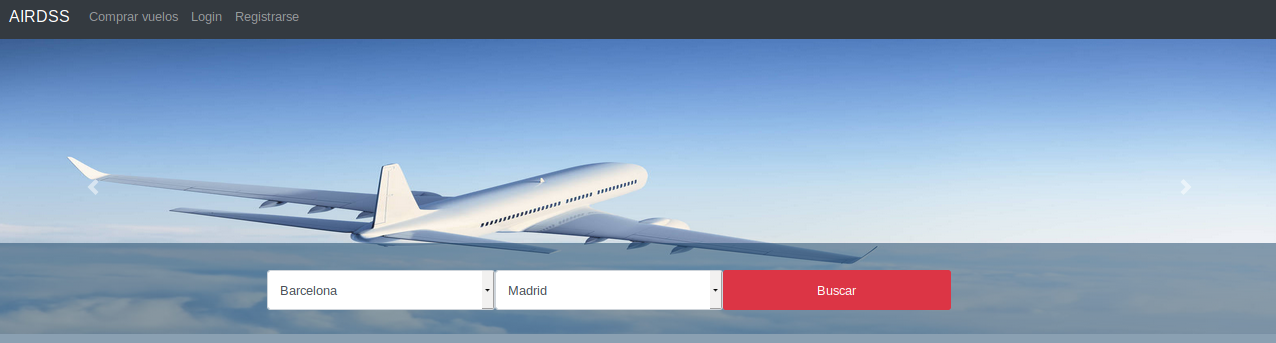 AIRDSS Comprar vuelos Login Registrarse
Barcelona Madrid Buscar